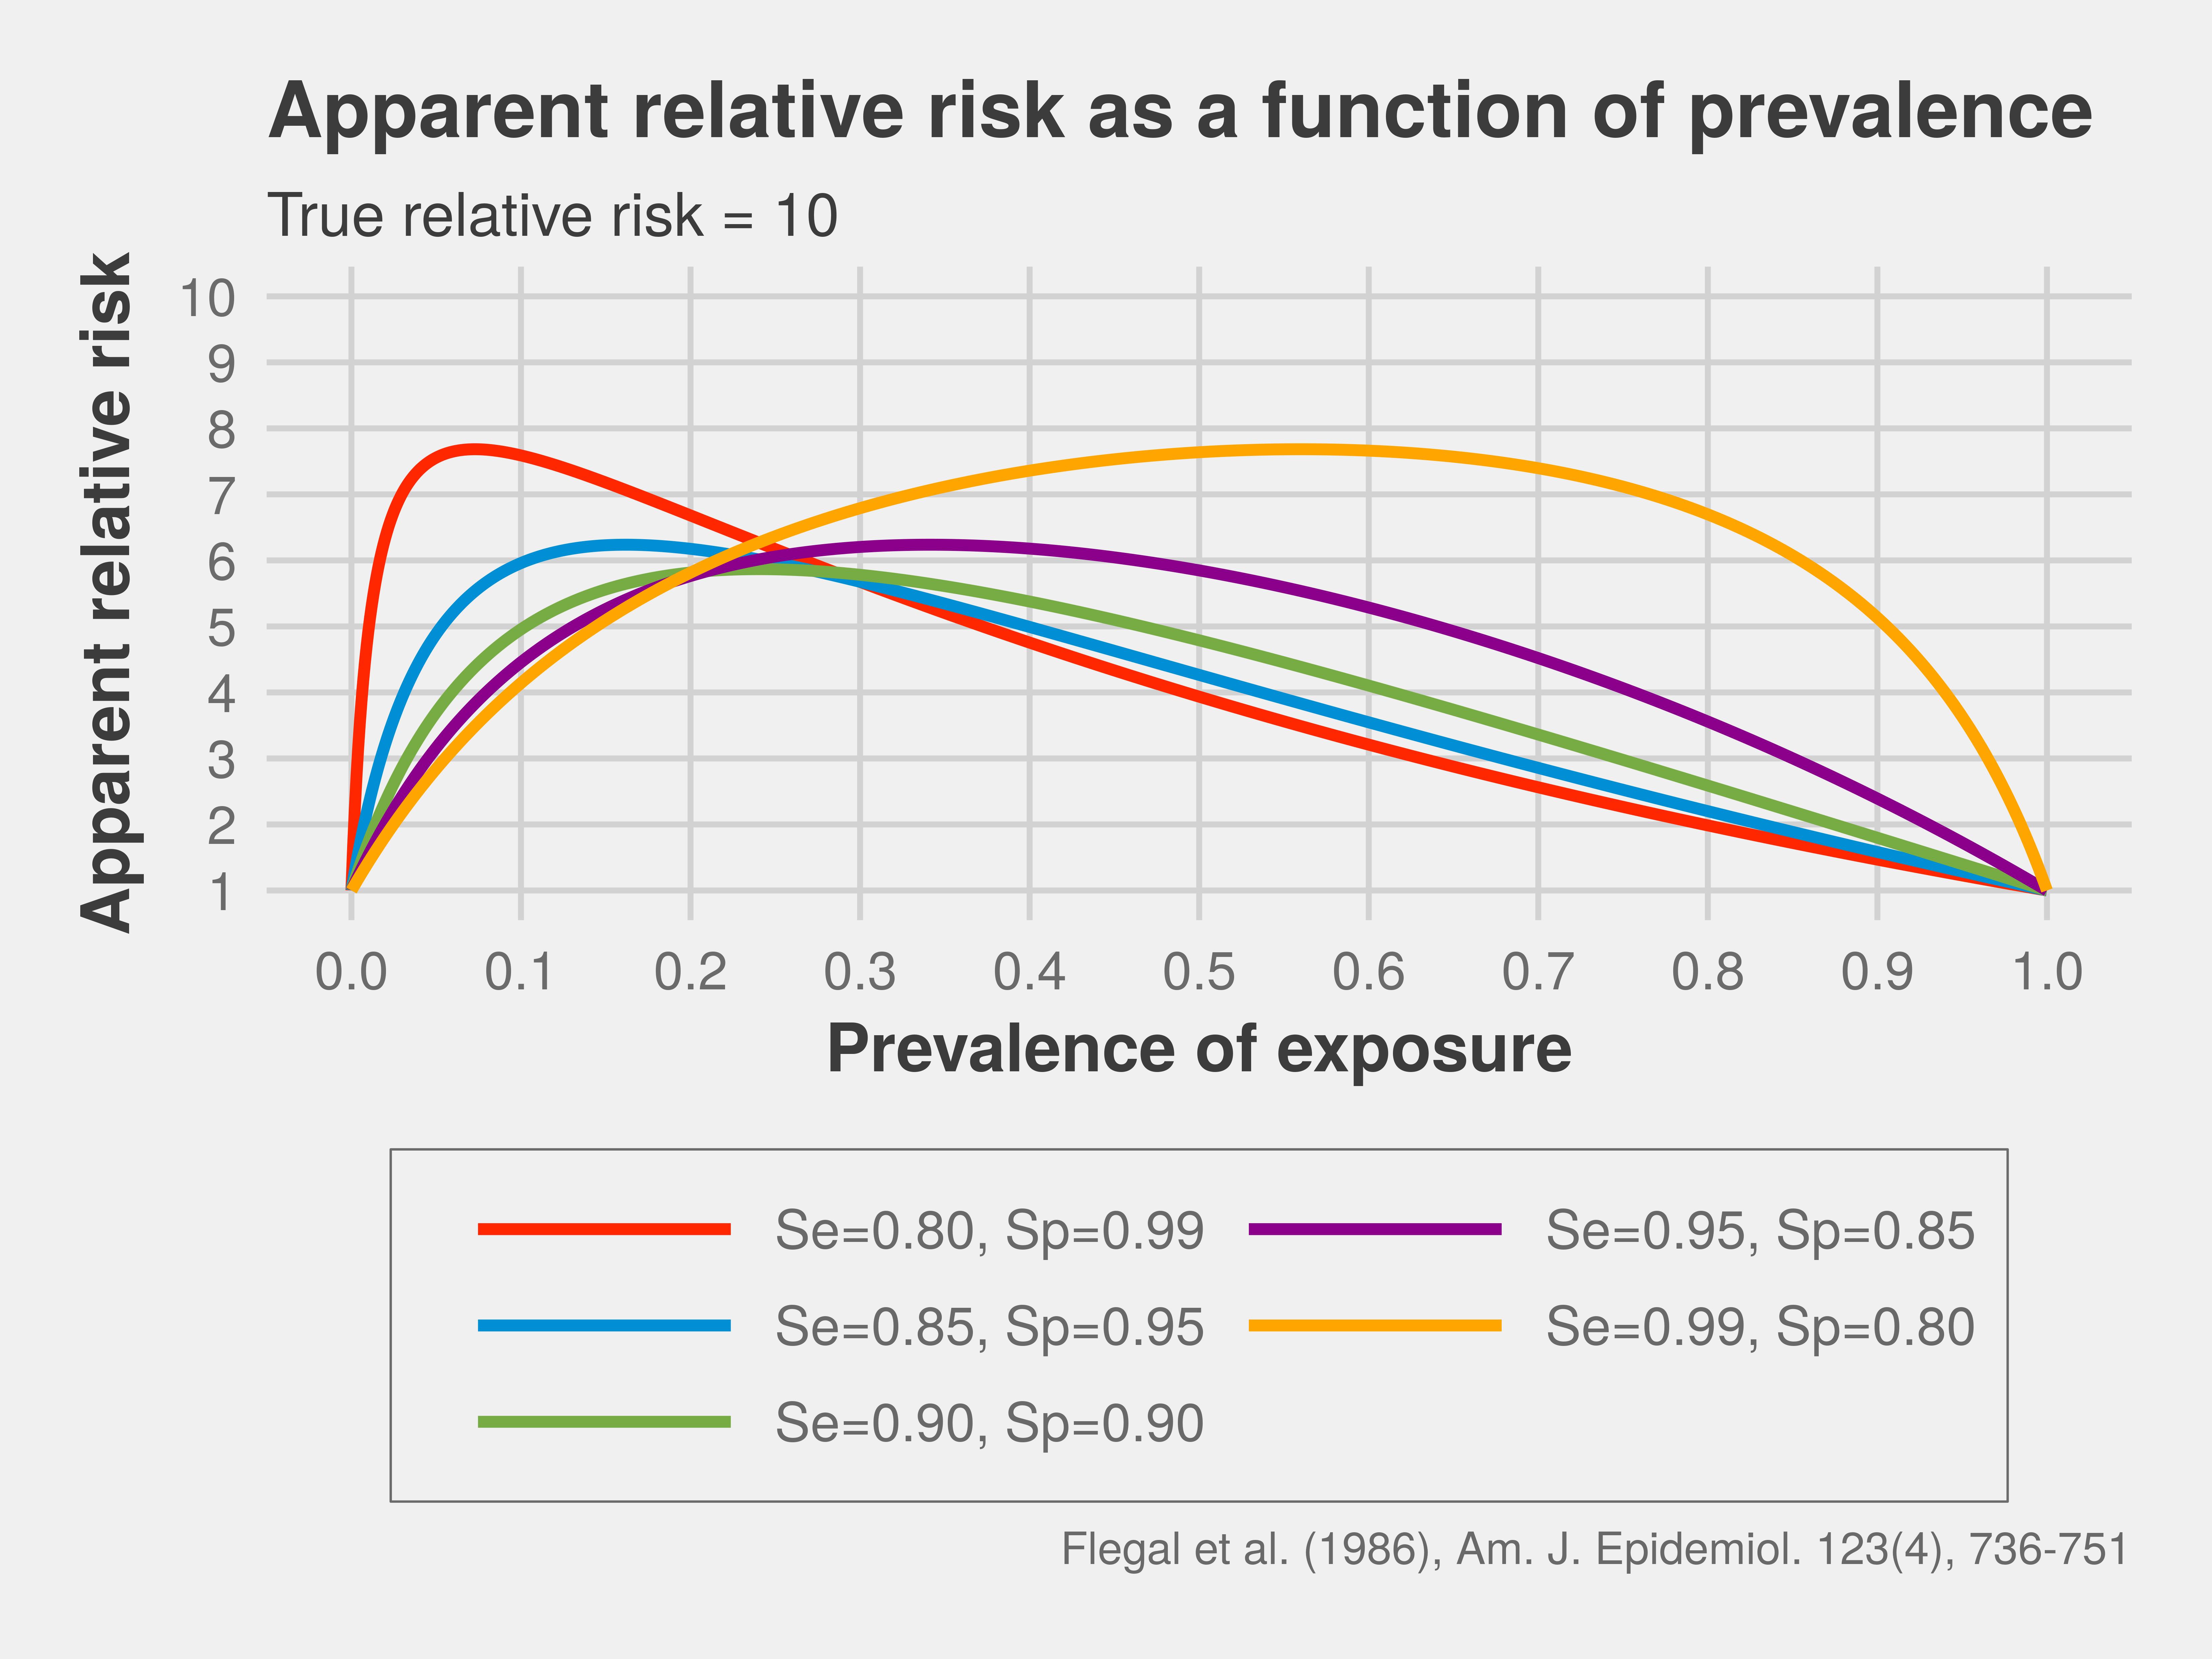 Apparent relative risk as a function of prevalence
True relative risk = 10
Apparent relative risk
10
9
8
7
6
5
4
3
2
1
0.0 0.1 0.2 0.3 0.4 0.5 0.6 0.7 0.8 0.9 1.0
Prevalence of exposure
Se=0.80, Sp=0.99 Se=0.95, Sp=0.85
Se=0.85, Sp=0.95 Se=0.99, Sp=0.80
Se=0.90, Sp=0.90
Flegal et al. (1986), Am. J. Epidemiol. 123(4), 736-751